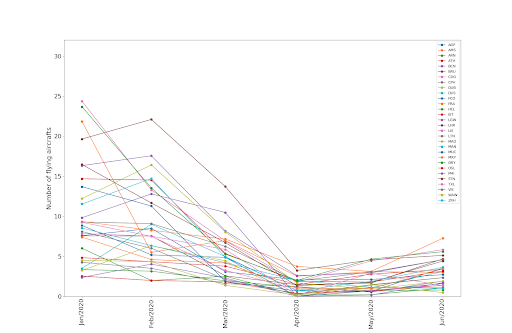 Number of flying aircrafts
30
25
20
15
10
5
0
Jan/2020
Feb/2020
Mar/2020
Apr/2020
May/2020
Jun/2020
AGP
AMS
ARN
ATH
BCN
BRU
CDG
CPH
DUB
DUS
FCO
FRA
HEL
IST
LGW
LHR
LIS
LTN
MAD
MAN
MUC
MXP
ORY
OSL
PMI
STN
TXL
VIE
WAW
ZRH